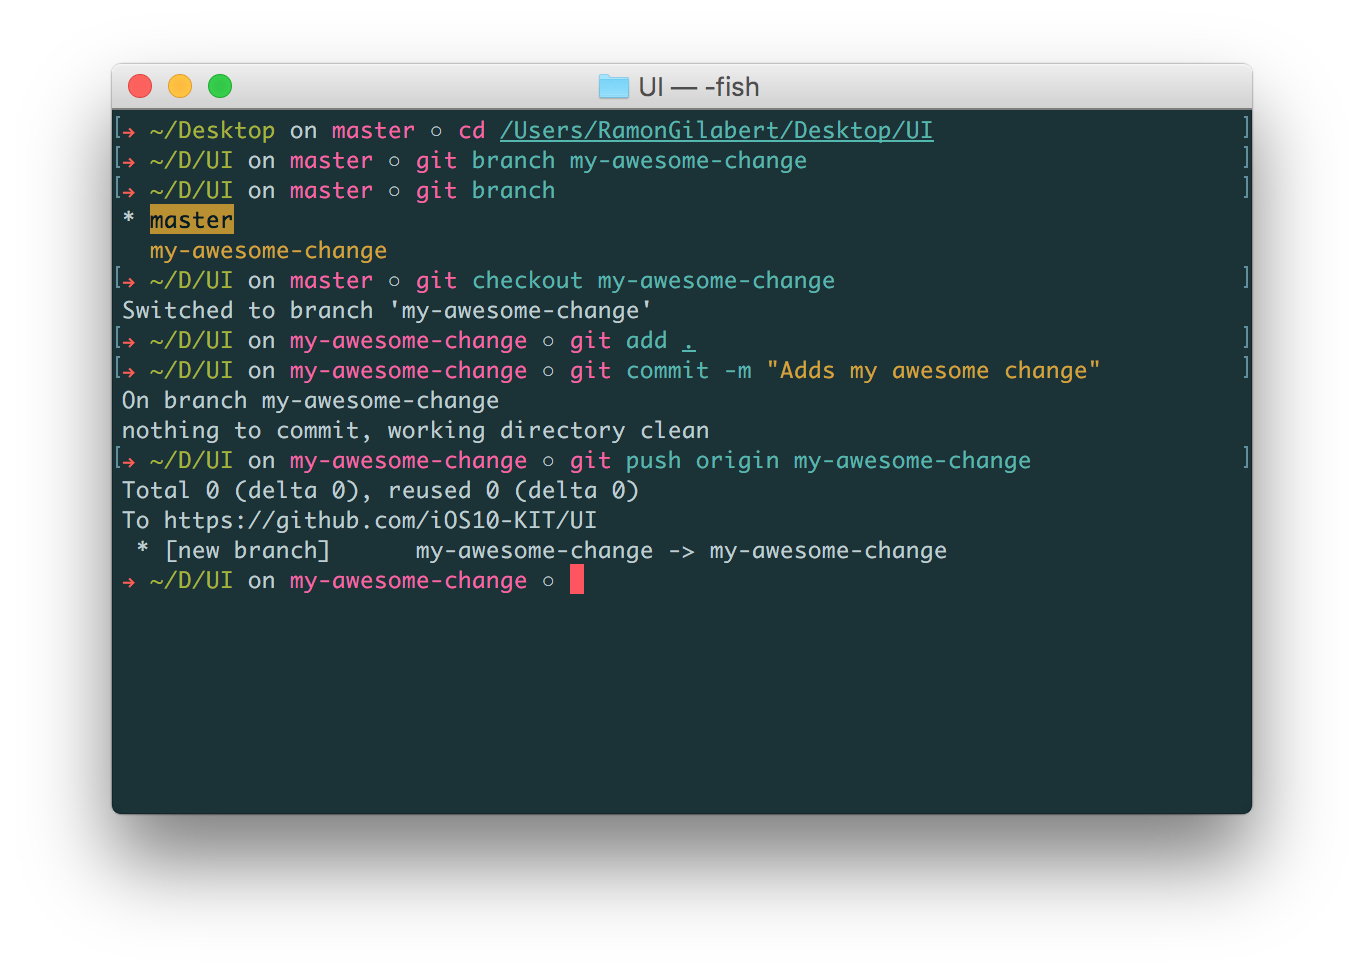 UI — -fish
→ ~/Desktop on master ○ cd /Users/RamonGilabert/Desktop/UI
→ ~/D/UI on master ○ git branch my-awesome-change
→ ~/D/UI on master ○ git branch
* master
  my-awesome-change
→ ~/D/UI on master ○ git checkout my-awesome-change
Switched to branch 'my-awesome-change'
→ ~/D/UI on my-awesome-change ○ git add .
→ ~/D/UI on my-awesome-change ○ git commit -m "Adds my awesome change"
On branch my-awesome-change
nothing to commit, working directory clean
→ ~/D/UI on my-awesome-change ○ git push origin my-awesome-change
Total 0 (delta 0), reused 0 (delta 0)
To https://github.com/iOS10-KIT/UI
 * [new branch]      my-awesome-change -> my-awesome-change
→ ~/D/UI on my-awesome-change ○